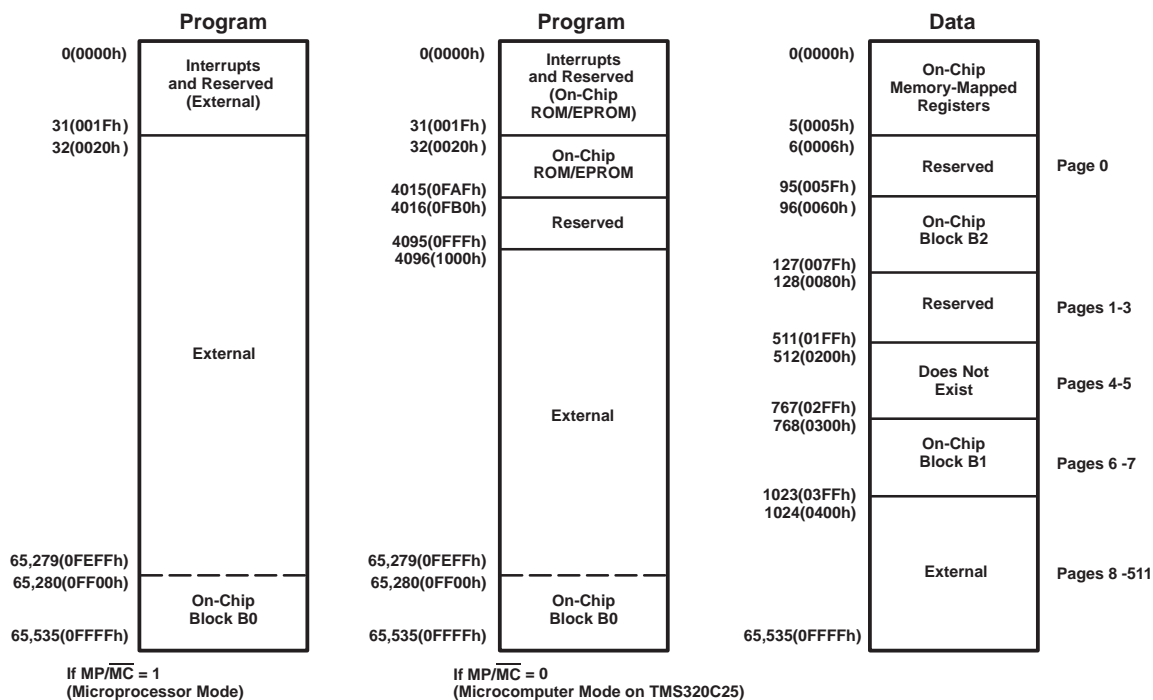 Program
0(0000h)
Interrupts
and Reserved
(External)
31(001Fh)
32(0020h)
External
65,279(0FEFFh)
65,280(0FF00h)
On-Chip
Block B0
65,535(0FFFFh)
If MP/M̅C̅ = 1
(Microprocessor Mode)
Program
0(0000h)
Interrupts
and Reserved
(On-Chip
ROM/EPROM)
31(001Fh)
32(0020h)
On-Chip
ROM/EPROM
4015(0FAFh)
4016(0FB0h)
Reserved
4095(0FFFh)
4096(1000h)
External
65,279(0FEFFh)
65,280(0FF00h)
On-Chip
Block B0
65,535(0FFFFh)
If MP/M̅C̅ = 0
(Microcomputer Mode on TMS320C25)
Data
0(0000h)
On-Chip
Memory-Mapped
Registers
5(0005h)
6(0006h)
Reserved
Page 0
95(005Fh)
96(0060h)
On-Chip
Block B2
127(007Fh)
128(0080h)
Reserved
Pages 1-3
511(01FFh)
512(0200h)
Does Not
Exist
Pages 4-5
767(02FFh)
768(0300h)
On-Chip
Block B1
Pages 6 -7
1023(03FFh)
1024(0400h)
External
Pages 8 -511
65,535(0FFFFh)